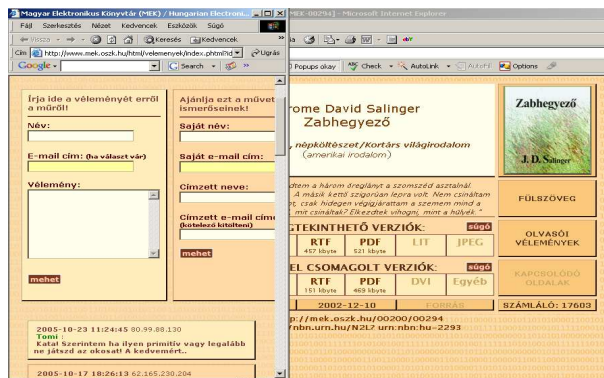 Magyar Elektronikus Könyvtár (MEK) / Hungarian Electroni...
Fájl Szerkesztés Nézet Kedvencek Eszközök Súgó
Vissza Keresés Kedvencek
Cím http://www.mek.oszk.hu/html/velemenyek/index.phtml?id Ugrás
Google Search
Írja ide a véleményét erről
a műről!
Név:
E-mail cím: (ha választ vár)
Vélemény:
mehet
Ajánlja ezt a művet
ismerőseinek!
Saját név:
Saját e-mail cím:
Címzett neve:
Címzett e-mail címe
(kötelező kitölteni)
mehet
2005-10-23 11:24:45 80.99.88.130
Tomi :
Kata! Szerintem ha ilyen primitív vagy legalább
ne játszd az okosat! A kedvemért..
2005-10-17 18:26:13 62.165.230.204
MEK-00294] - Microsoft Internet Explorer
Popups okay Check AutoLink AutoFill Options
rome David Salinger
Zabhegyező
népköltészet/Kortárs világirodalom
(amerikai irodalom)
dtem a három dreglányt a szomszéd asztalnál.
A másik kettő szigorúan lepra volt. Nem csináltam
t, csak hidegen végigjárattam a szemem mind a
mit csináltak? Elkezdtek vihogni, mint a hülyék."
GTEKINTHETŐ VERZIÓK: súgó
RTF PDF LIT JPEG
457 kbyte 521 kbyte
EL CSOMAGOLT VERZIÓK: súgó
RTF PDF DVI Egyéb
151 kbyte 469 kbyte
2002-12-10 FORRÁS
p://mek.oszk.hu/00200/00294
/nbn.urn.hu/N2L? urn:nbn:hu-2293
Zabhegyező
J. D. Salinger
FÜLSZÖVEG
OLVASÓI
VÉLEMÉNYEK
KAPCSOLÓDÓ
OLDALAK
SZÁMLÁLÓ: 17603